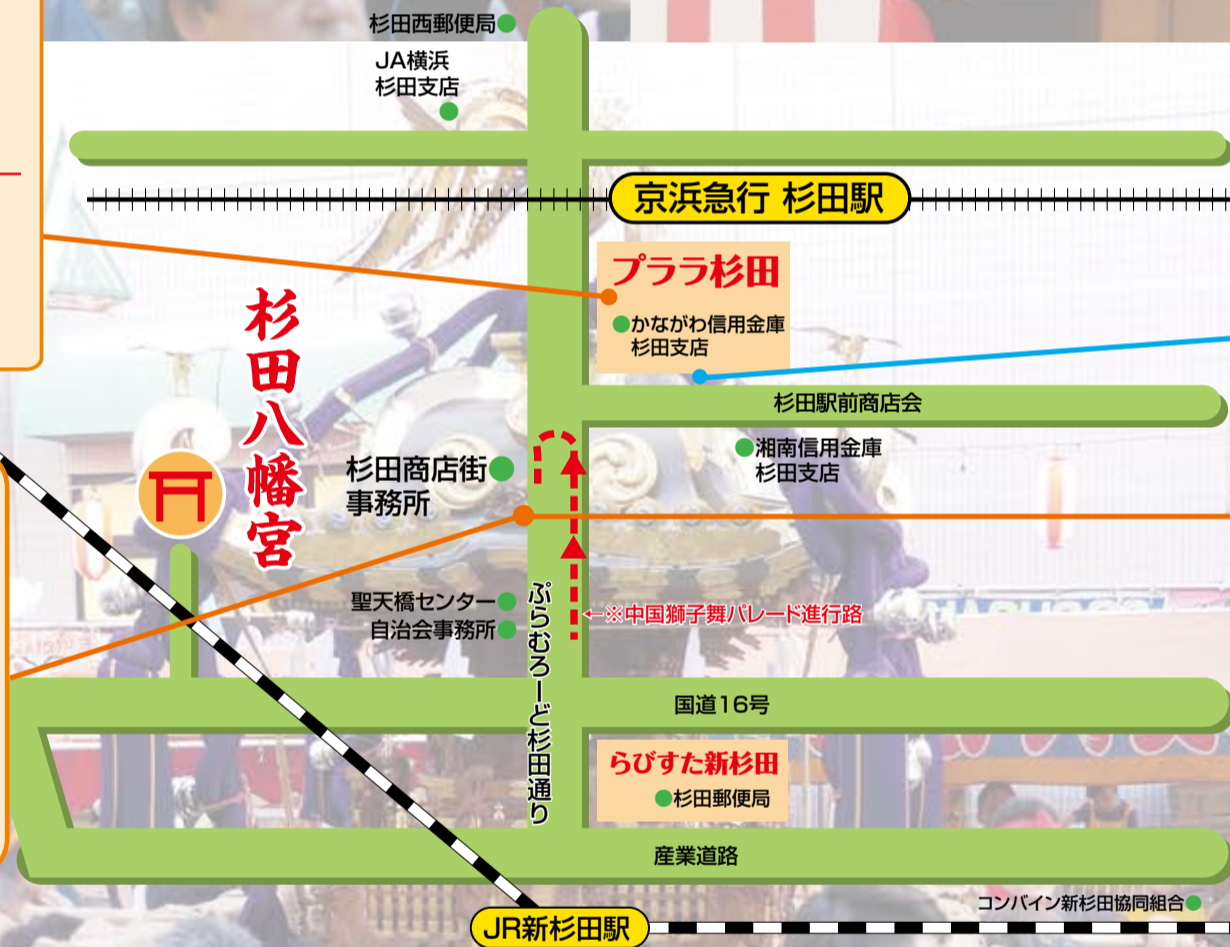 杉田西郵便局
JA横浜
杉田支店
京浜急行 杉田駅
プララ杉田
かながわ信用金庫
杉田支店
杉田八幡宮
杉田駅前商店会
湘南信用金庫
杉田支店
杉田商店街
事務所
聖天橋センター
自治会事務所
ぷらむろーど杉田通り
←※中国獅子舞パレード進行路
国道16号
らびすた新杉田
杉田郵便局
産業道路
コンバイン新杉田協同組合
JR新杉田駅